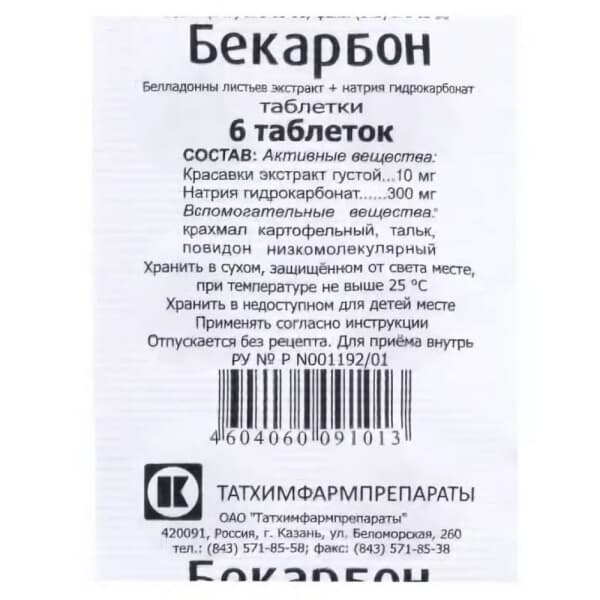 Бекарбон
Белладонны листьев экстракт + натрия гидрокарбонат
таблетки
6 таблеток
СОСТАВ: Активные вещества:
Красавки экстракт густой...10 мг
Натрия гидрокарбонат......300 мг
Вспомогательные вещества:
крахмал картофельный, тальк,
повидон низкомолекулярный
Хранить в сухом, защищённом от света месте,
при температуре не выше 25 °С
Хранить в недоступном для детей месте
Применять согласно инструкции
Отпускается без рецепта. Для приёма внутрь
РУ № Р N001192/01
4 604060 091013
ТАТХИМФАРМПРЕПАРАТЫ
ОАО "Татхимфармпрепараты"
420091, Россия, г. Казань, ул. Беломорская, 260
тел.: (843) 571-85-58; факс: (843) 571-85-38
Бекарбон